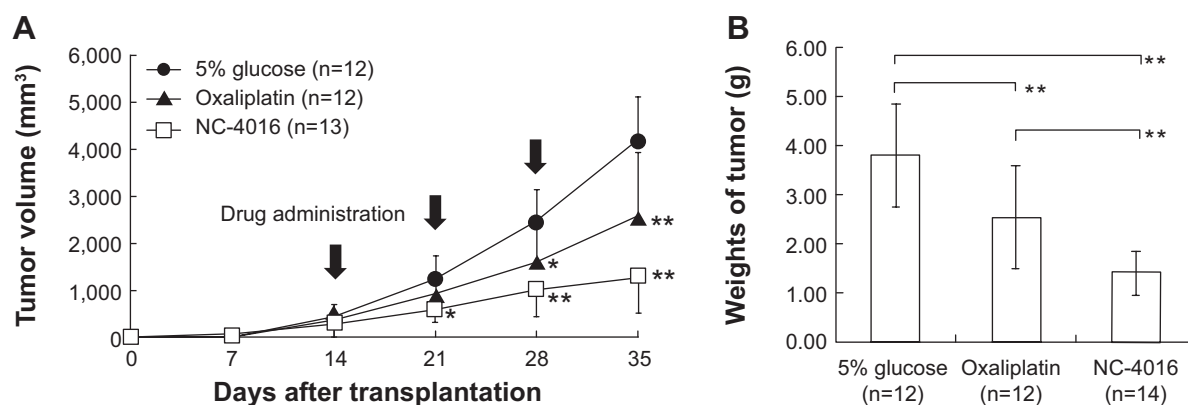 A
Tumor volume (mm³)
6,000
5,000
4,000
3,000
2,000
1,000
0
5% glucose (n=12)
Oxaliplatin (n=12)
NC-4016 (n=13)
Drug administration
*
**
*
**
**
**
0 7 14 21 28 35
Days after transplantation
B
Weights of tumor (g)
6.00
5.00
4.00
3.00
2.00
1.00
0.00
**
**
**
5% glucose Oxaliplatin NC-4016
(n=12) (n=12) (n=14)